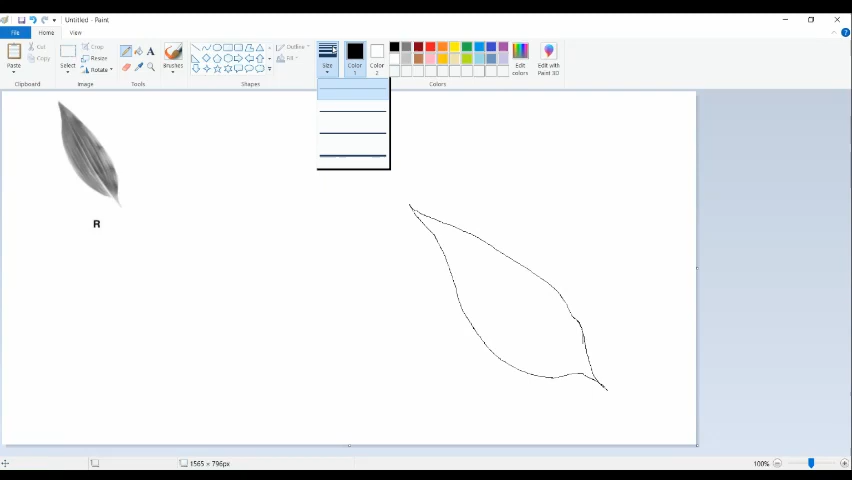 Untitled - Paint
File Home View
Paste
Cut
Copy
Clipboard
Select
Crop
Resize
Rotate
Image
A
Tools
Brushes
Outline
Fill
Shapes
Size
Color 1
Color 2
Edit colors
Edit with Paint 3D
Colors
R
1565 × 796px
100%